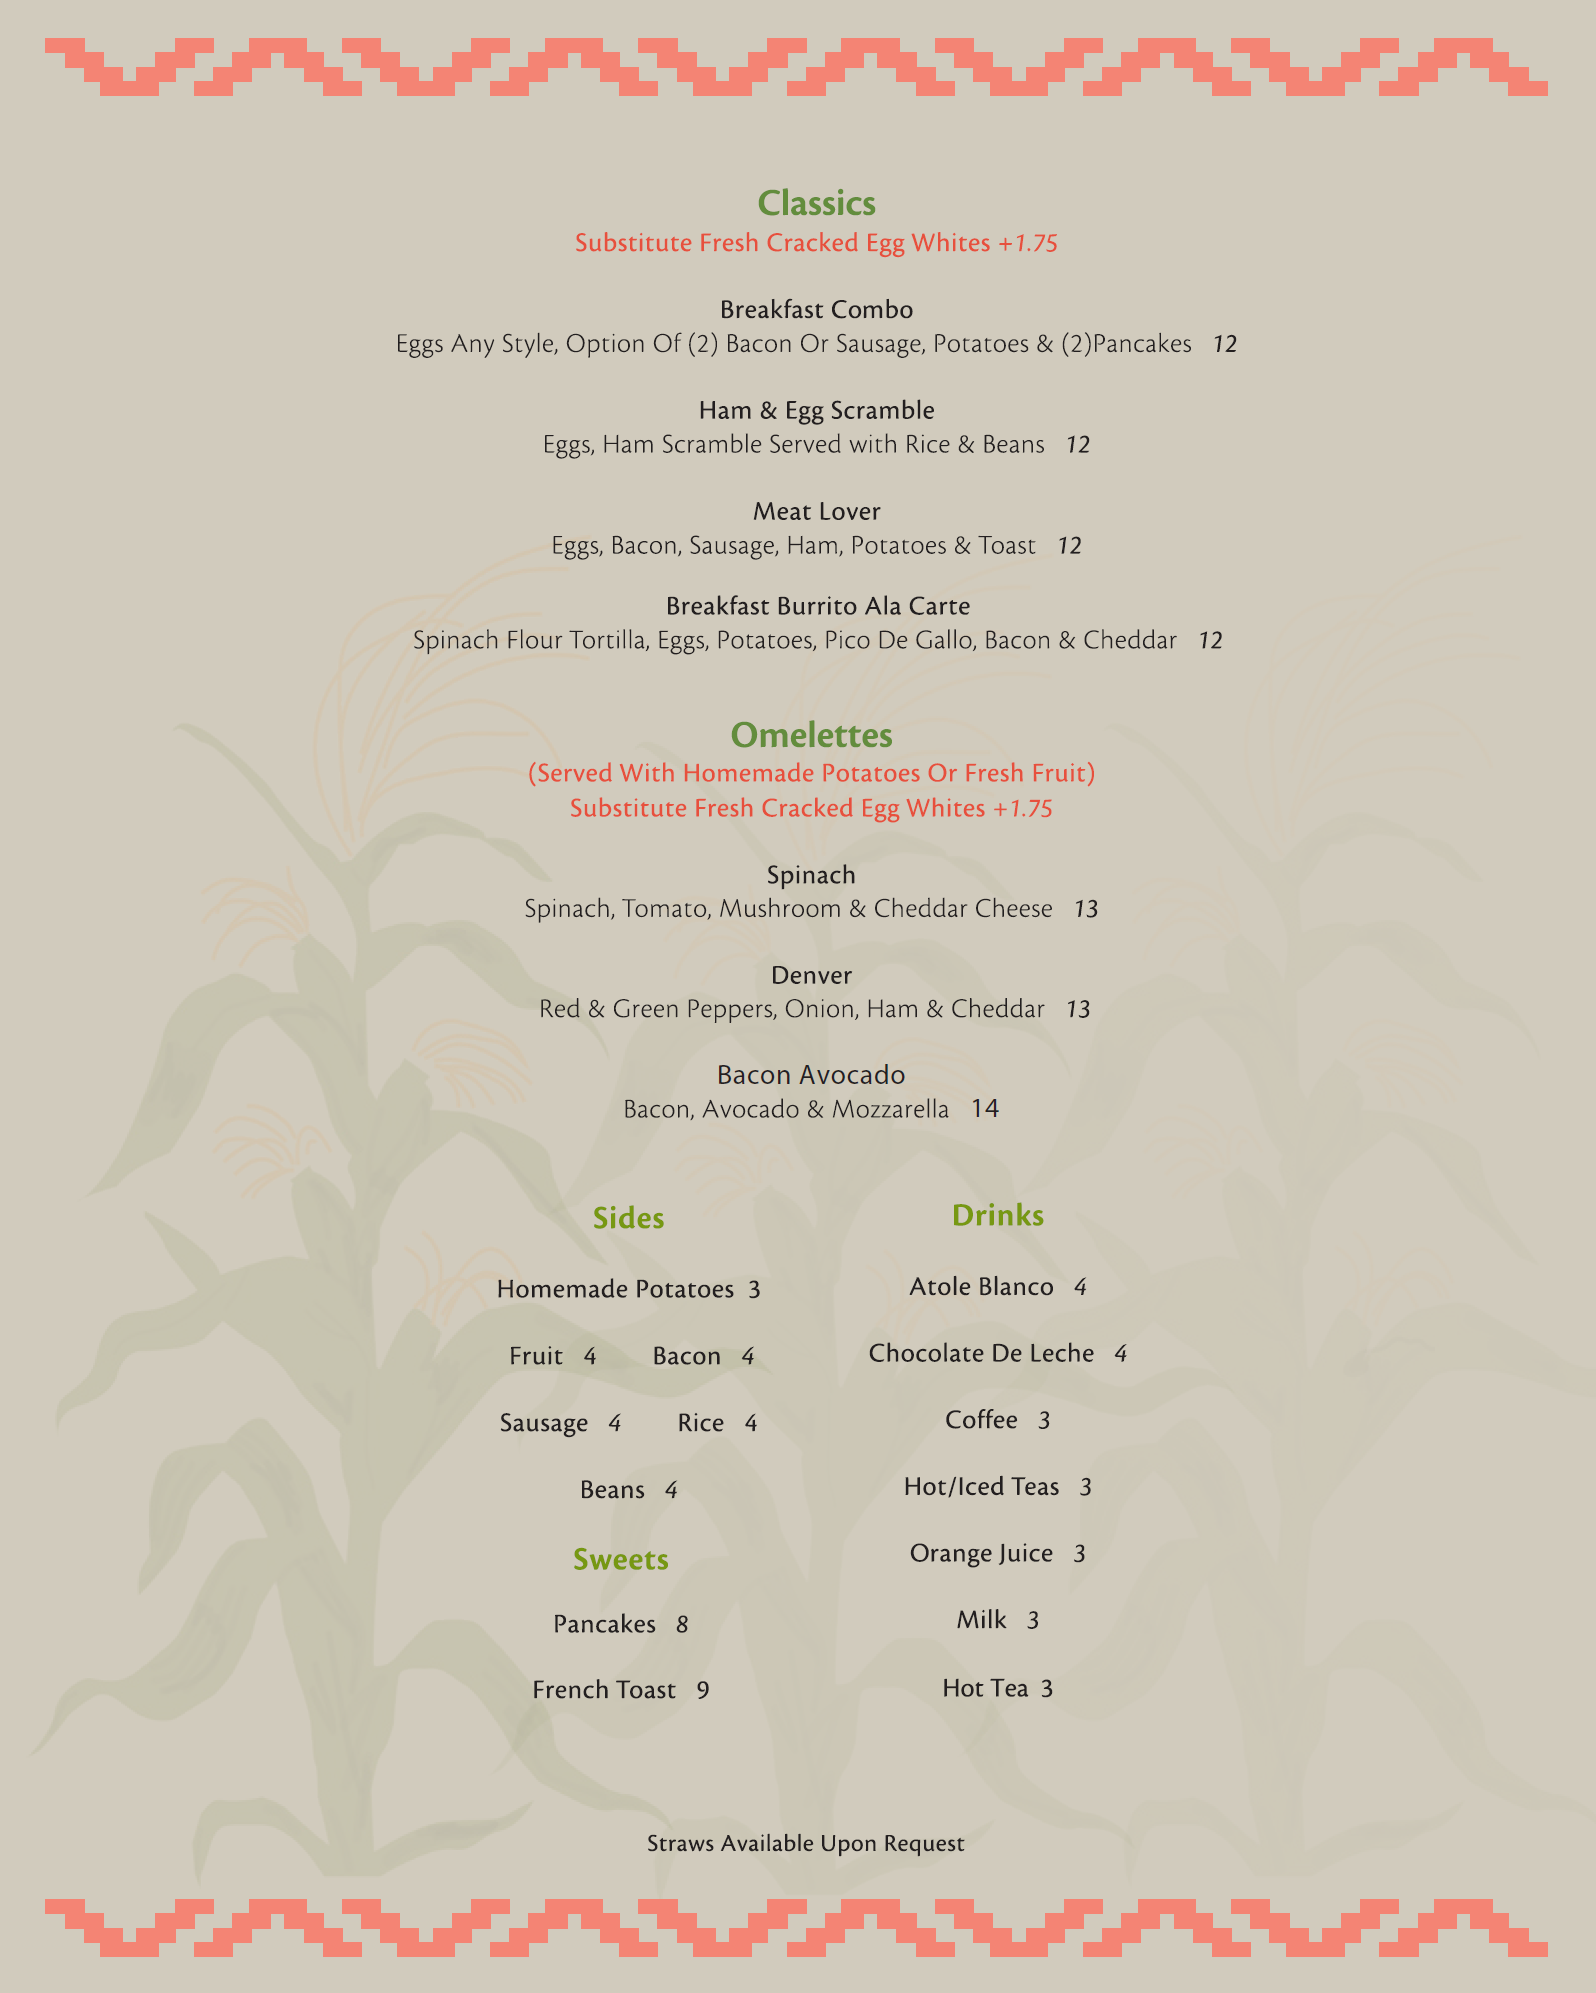 Classics
Substitute Fresh Cracked Egg Whites +1.75
Breakfast Combo
Eggs Any Style, Option Of (2) Bacon Or Sausage, Potatoes & (2)Pancakes 12
Ham & Egg Scramble
Eggs, Ham Scramble Served with Rice & Beans 12
Meat Lover
Eggs, Bacon, Sausage, Ham, Potatoes & Toast 12
Breakfast Burrito Ala Carte
Spinach Flour Tortilla, Eggs, Potatoes, Pico De Gallo, Bacon & Cheddar 12
Omelettes
(Served With Homemade Potatoes Or Fresh Fruit)
Substitute Fresh Cracked Egg Whites +1.75
Spinach
Spinach, Tomato, Mushroom & Cheddar Cheese 13
Denver
Red & Green Peppers, Onion, Ham & Cheddar 13
Bacon Avocado
Bacon, Avocado & Mozzarella 14
Sides
Homemade Potatoes 3
Fruit 4 Bacon 4
Sausage 4 Rice 4
Beans 4
Sweets
Pancakes 8
French Toast 9
Drinks
Atole Blanco 4
Chocolate De Leche 4
Coffee 3
Hot/Iced Teas 3
Orange Juice 3
Milk 3
Hot Tea 3
Straws Available Upon Request